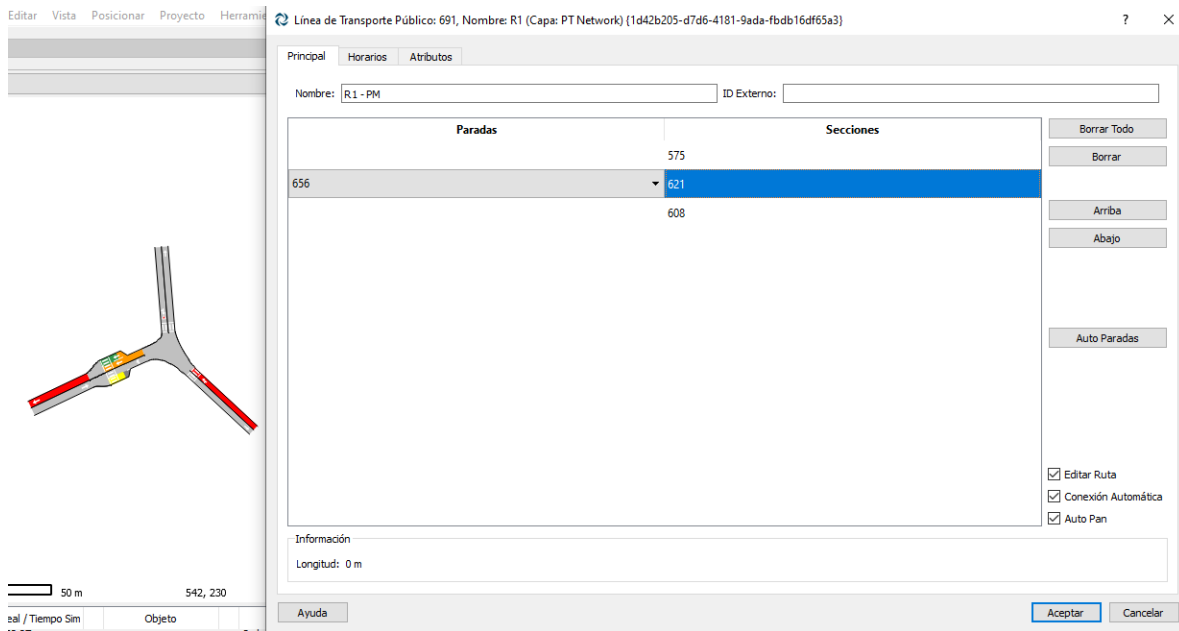 Editar Vista Posicionar Proyecto Herramie
Línea de Transporte Público: 691, Nombre: R1 (Capa: PT Network) {1d42b205-d7d6-4181-9ada-fbdb16df65a3}
? ×
Principal Horarios Atributos
Nombre: R1 - PM ID Externo:
Paradas Secciones
575
656 621
608
Borrar Todo
Borrar
Arriba
Abajo
Auto Paradas
Editar Ruta
Conexión Automática
Auto Pan
Información
Longitud: 0 m
50 m 542, 230
eal / Tiempo Sim Objeto
Ayuda Aceptar Cancelar